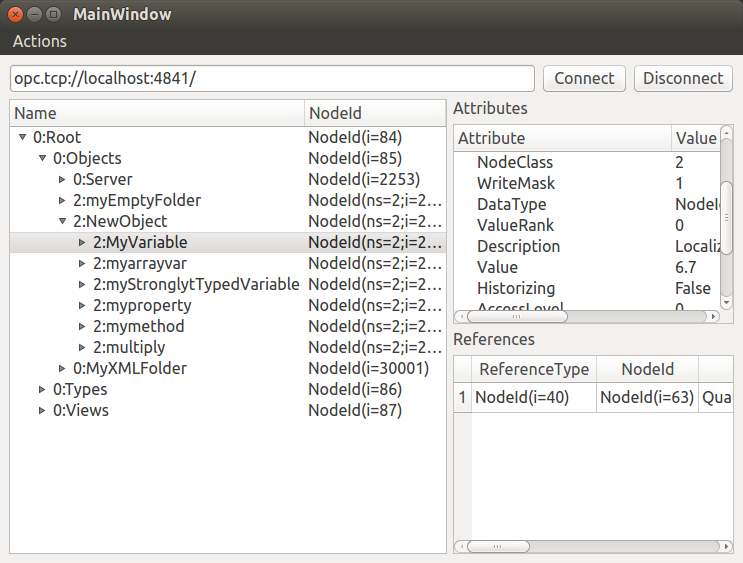 MainWindow
Actions
opc.tcp://localhost:4841/ Connect Disconnect
Name NodeId
0:Root NodeId(i=84)
0:Objects NodeId(i=85)
0:Server NodeId(i=2253)
2:myEmptyFolder NodeId(ns=2;i=2...
2:NewObject NodeId(ns=2;i=2...
2:MyVariable NodeId(ns=2;i=2...
2:myarrayvar NodeId(ns=2;i=2...
2:myStronglytTypedVariable NodeId(ns=2;i=2...
2:myproperty NodeId(ns=2;i=2...
2:mymethod NodeId(ns=2;i=2...
2:multiply NodeId(ns=2;i=2...
0:MyXMLFolder NodeId(i=30001)
0:Types NodeId(i=86)
0:Views NodeId(i=87)
Attributes
Attribute Value
NodeClass 2
WriteMask 1
DataType NodeI
ValueRank 0
Description Localiz
Value 6.7
Historizing False
AccessLevel 0
References
ReferenceType NodeId
1 NodeId(i=40) NodeId(i=63) Qua